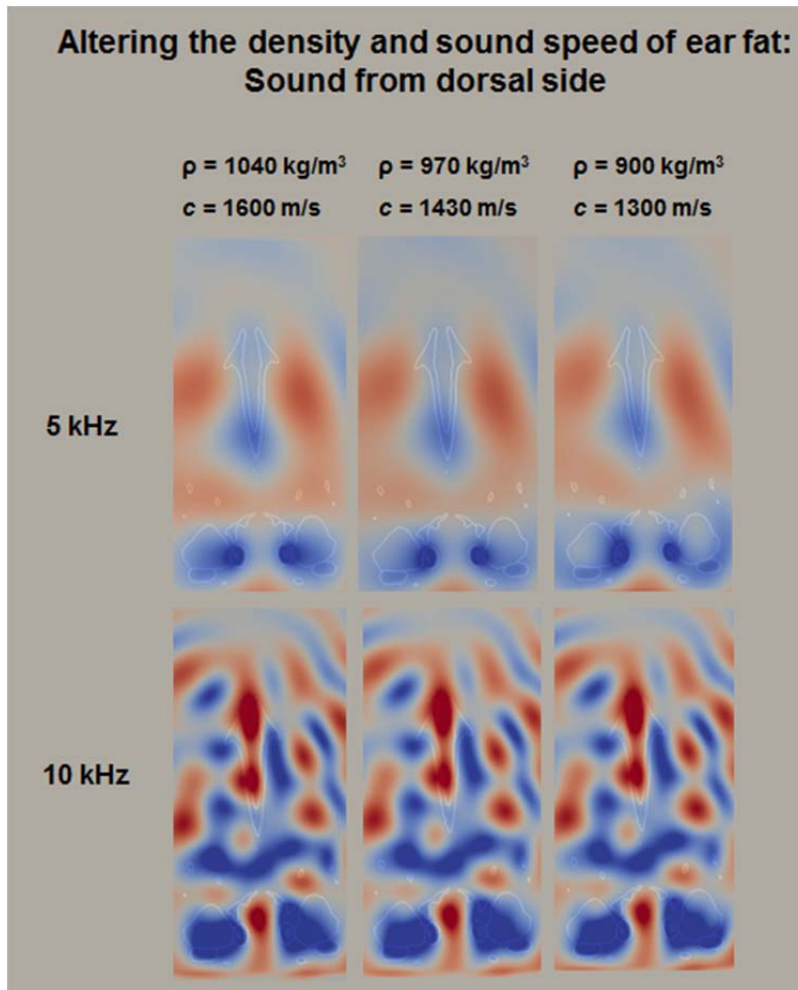 Altering the density and sound speed of ear fat:
Sound from dorsal side
ρ = 1040 kg/m³ ρ = 970 kg/m³ ρ = 900 kg/m³
c = 1600 m/s c = 1430 m/s c = 1300 m/s
5 kHz
10 kHz